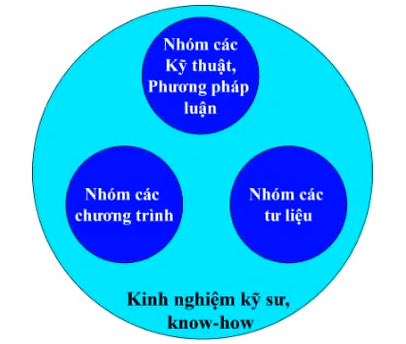 Nhóm các
Kỹ thuật,
Phương pháp
luận
Nhóm các
chương trình
Nhóm các
tư liệu
Kinh nghiệm kỹ sư,
know-how